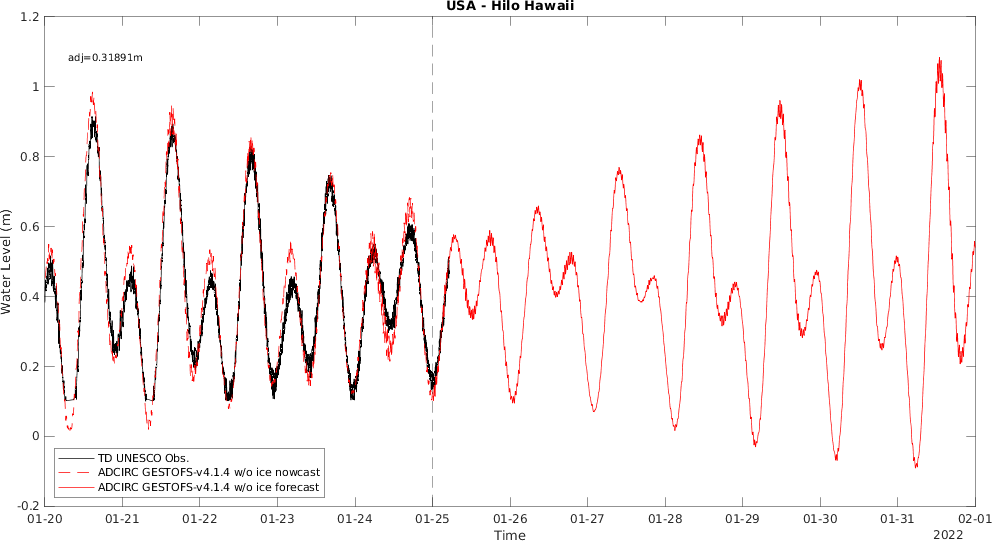 USA - Hilo Hawaii
adj=0.31891m
Water Level (m)
1.2
1
0.8
0.6
0.4
0.2
0
-0.2
TD UNESCO Obs.
ADCIRC GESTOFS-v4.1.4 w/o ice nowcast
ADCIRC GESTOFS-v4.1.4 w/o ice forecast
01-20 01-21 01-22 01-23 01-24 01-25 01-26 01-27 01-28 01-29 01-30 01-31 02-01
Time
2022